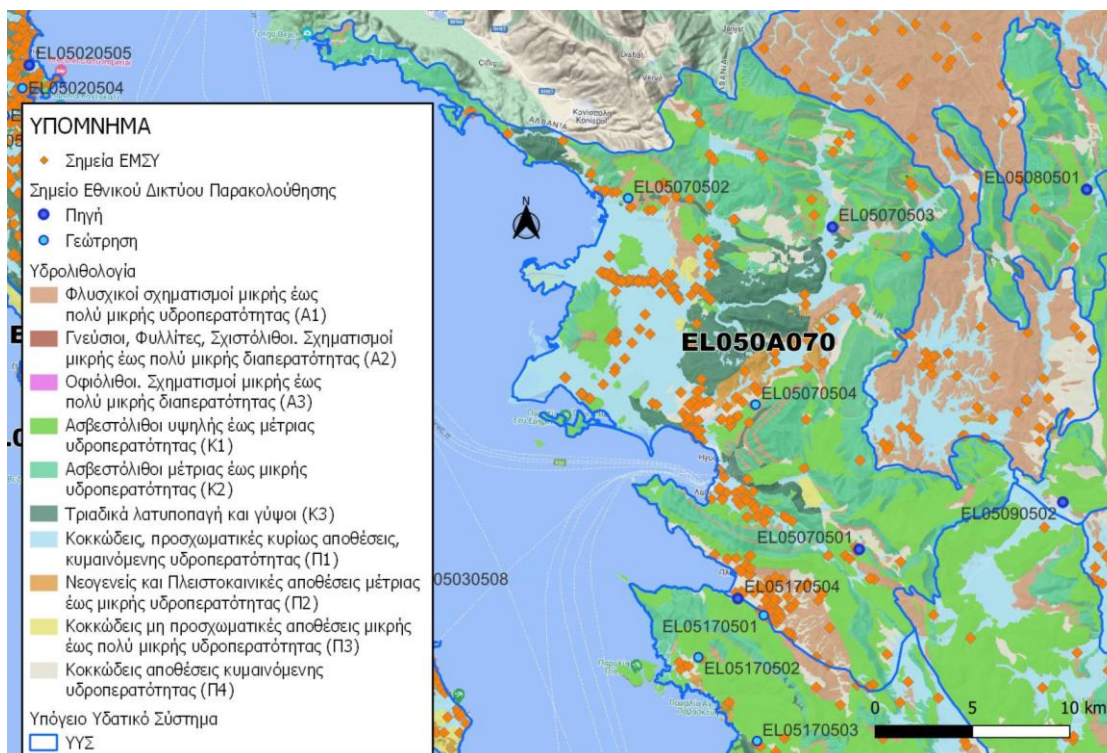 EL05020505
EL05020504
ΥΠΟΜΝΗΜΑ
Σημεία ΕΜΣΥ
Σημείο Εθνικού Δικτύου Παρακολούθησης
Πηγή
Γεώτρηση
Υδρολιθολογία
Φλυσχικοί σχηματισμοί μικρής έως
πολύ μικρής υδροπερατότητας (Α1)
Γνεύσιοι, Φυλλίτες, Σχιστόλιθοι. Σχηματισμοί
μικρής έως πολύ μικρής διαπερατότητας (Α2)
Οφιόλιθοι. Σχηματισμοί μικρής έως
πολύ μικρής διαπερατότητας (Α3)
Ασβεστόλιθοι υψηλής έως μέτριας
υδροπερατότητας (Κ1)
Ασβεστόλιθοι μέτριας έως μικρής
υδροπερατότητας (Κ2)
Τριαδικά λατυποπαγή και γύψοι (Κ3)
Κοκκώδεις, προσχωματικές κυρίως αποθέσεις,
κυμαινόμενης υδροπερατότητας (Π1)
Νεογενείς και Πλειστοκαινικές αποθέσεις μέτριας
έως μικρής υδροπερατότητας (Π2)
Κοκκώδεις μη προσχωματικές αποθέσεις μικρής
έως πολύ μικρής υδροπερατότητας (Π3)
Κοκκώδεις αποθέσεις κυμαινόμενης
υδροπερατότητας (Π4)
Υπόγειο Υδατικό Σύστημα
ΥΥΣ
Κονισπόλη
Konispol
ΑΛΒΑΝΙΑ
N
EL05070502
EL05070503
EL05080501
EL050A070
EL05070504
EL05090502
EL05070501
05030508
EL05170504
EL05170501
EL05170502
EL05170503
0 5 10 km